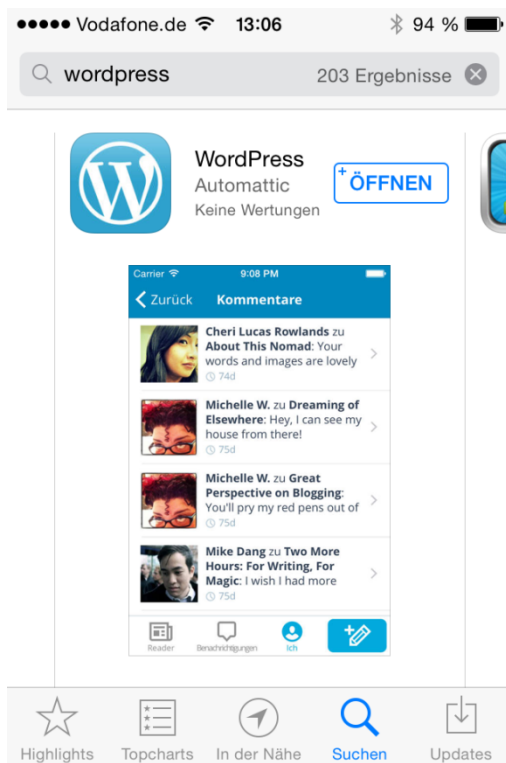 Vodafone.de 13:06 94 %
wordpress 203 Ergebnisse
WordPress
Automattic
Keine Wertungen
+ÖFFNEN
Carrier 9:08 PM
Zurück Kommentare
Cheri Lucas Rowlands zu
About This Nomad: Your
words and images are lovely
74d
Michelle W. zu Dreaming of
Elsewhere: Hey, I can see my
house from there!
75d
Michelle W. zu Great
Perspective on Blogging:
You'll pry my red pens out of
75d
Mike Dang zu Two More
Hours: For Writing, For
Magic: I wish I had more
75d
Reader Benachrichtigungen Ich
Highlights Topcharts In der Nähe Suchen Updates